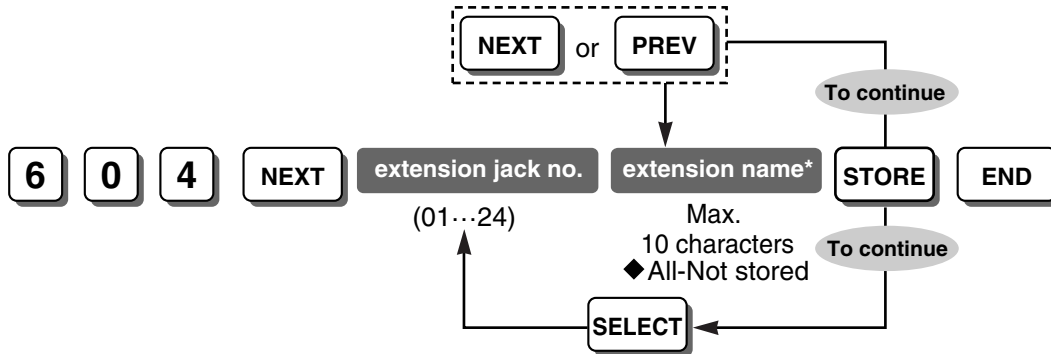 NEXT or PREV
To continue
6 0 4 NEXT extension jack no. extension name* STORE END
(01···24) Max.
10 characters
◆All-Not stored
To continue
SELECT